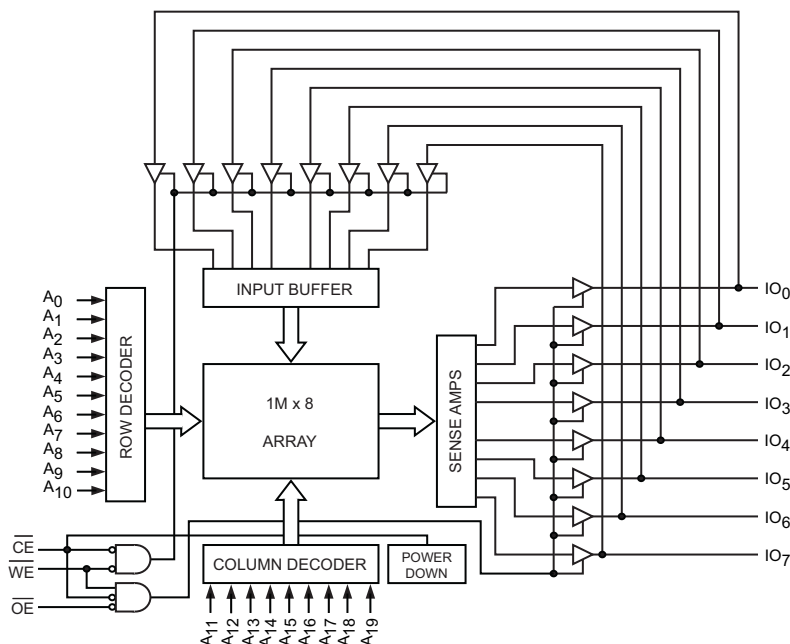 INPUT BUFFER
IO0
IO1
IO2
IO3
IO4
IO5
IO6
IO7
A0
A1
A2
A3
A4
A5
A6
A7
A8
A9
A10
ROW DECODER
1M x 8
ARRAY
SENSE AMPS
CE
WE
OE
COLUMN DECODER
POWER
DOWN
A11
A12
A13
A14
A15
A16
A17
A18
A19